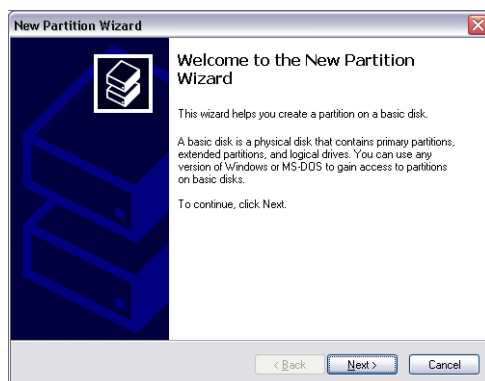 New Partition Wizard
Welcome to the New Partition
Wizard
This wizard helps you create a partition on a basic disk.
A basic disk is a physical disk that contains primary partitions,
extended partitions, and logical drives. You can use any
version of Windows or MS-DOS to gain access to partitions
on basic disks.
To continue, click Next.
< Back Next > Cancel